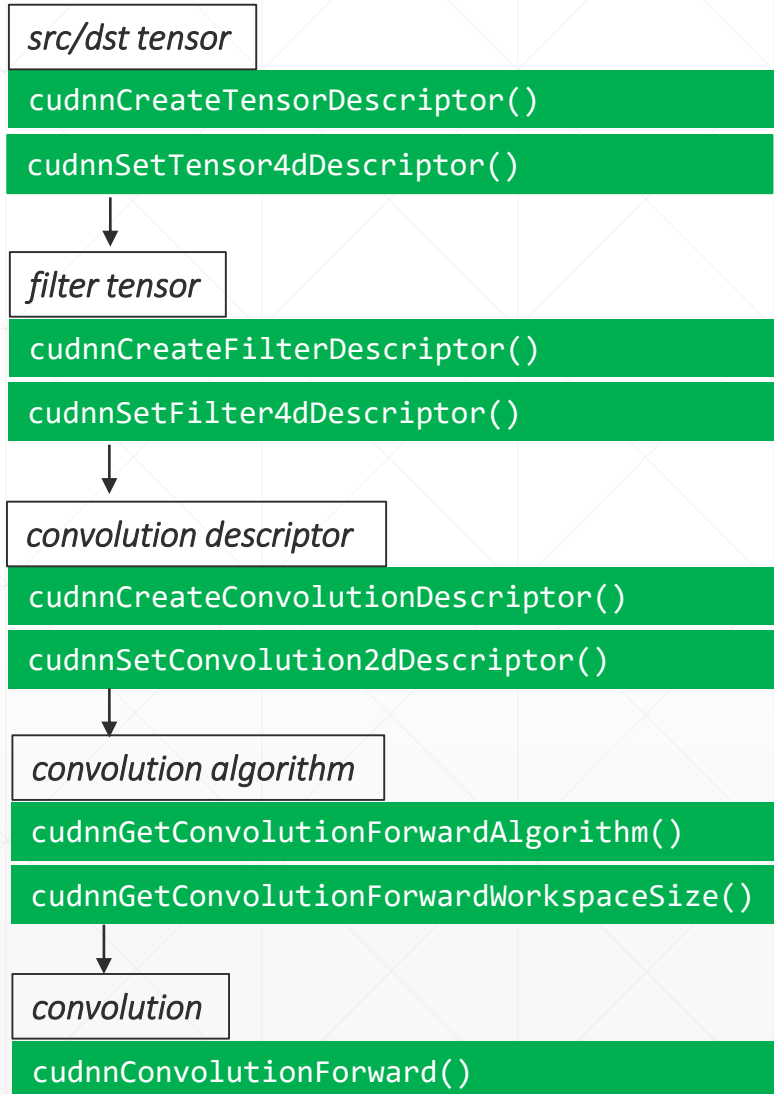 src/dst tensor
cudnnCreateTensorDescriptor()
cudnnSetTensor4dDescriptor()
filter tensor
cudnnCreateFilterDescriptor()
cudnnSetFilter4dDescriptor()
convolution descriptor
cudnnCreateConvolutionDescriptor()
cudnnSetConvolution2dDescriptor()
convolution algorithm
cudnnGetConvolutionForwardAlgorithm()
cudnnGetConvolutionForwardWorkspaceSize()
convolution
cudnnConvolutionForward()